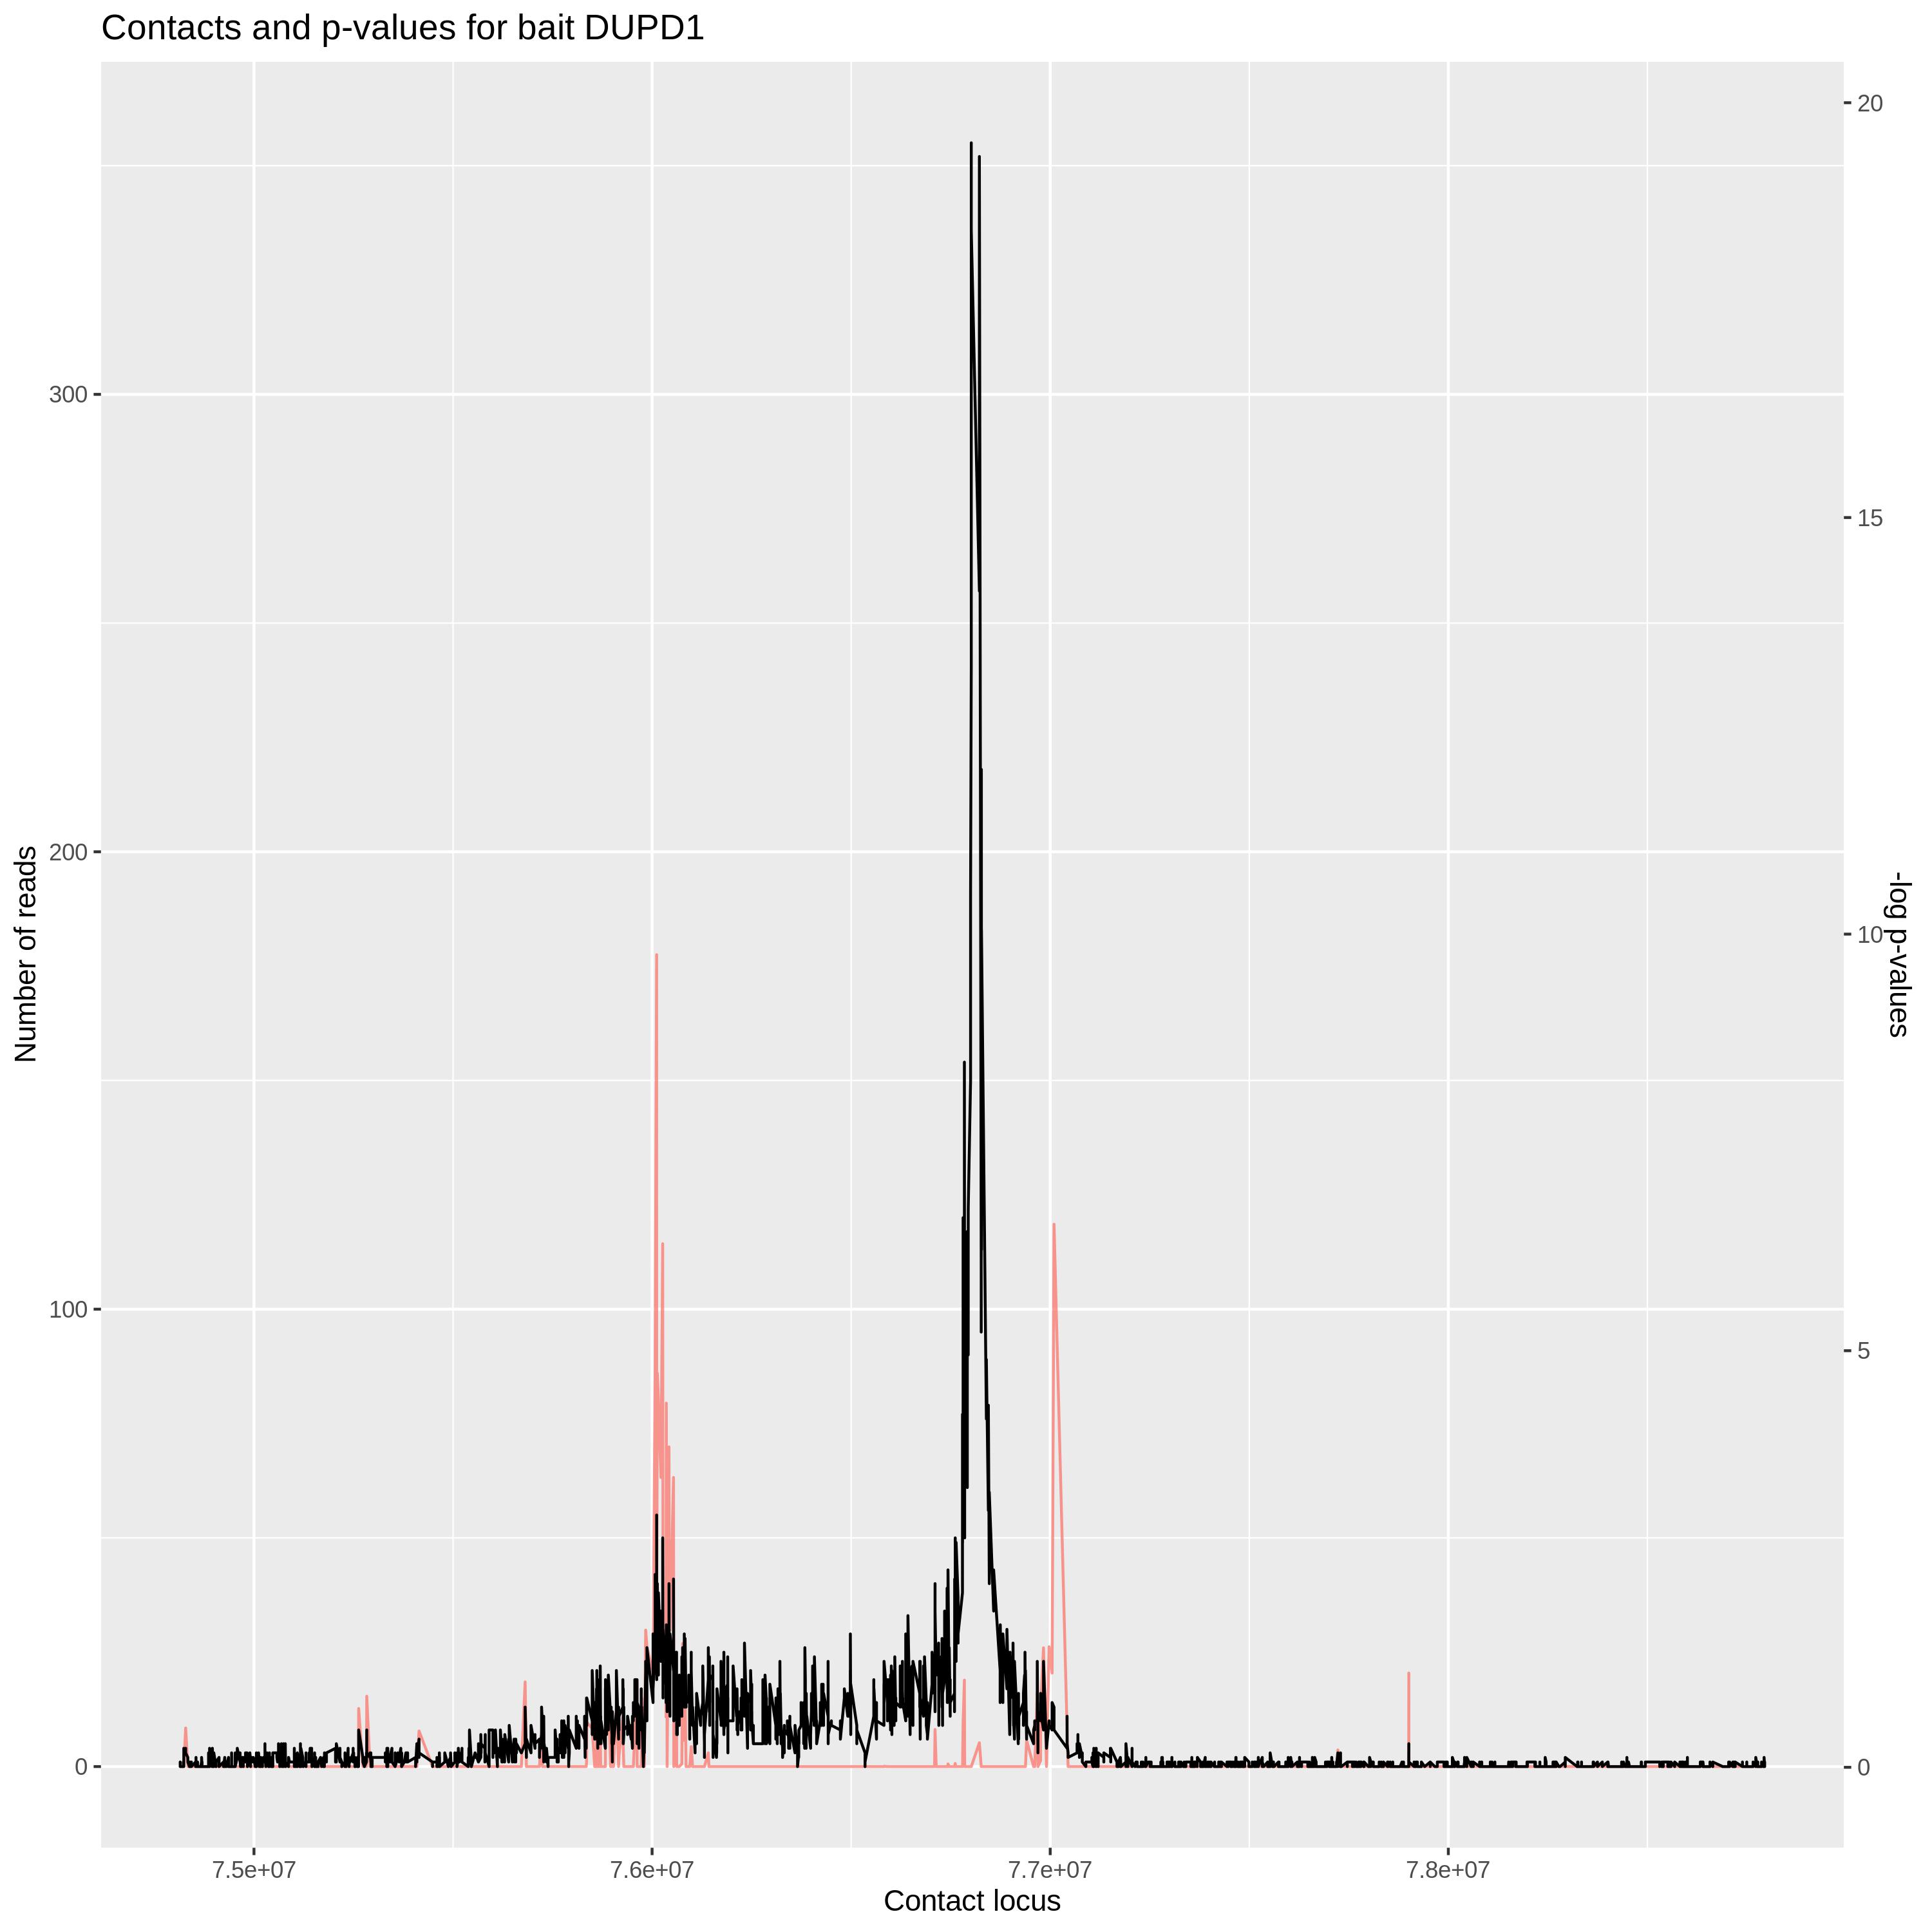 Contacts and p-values for bait DUPD1
Number of reads
300
200
100
0
20
15
10
5
0
-log p-values
7.5e+07
7.6e+07
7.7e+07
7.8e+07
Contact locus